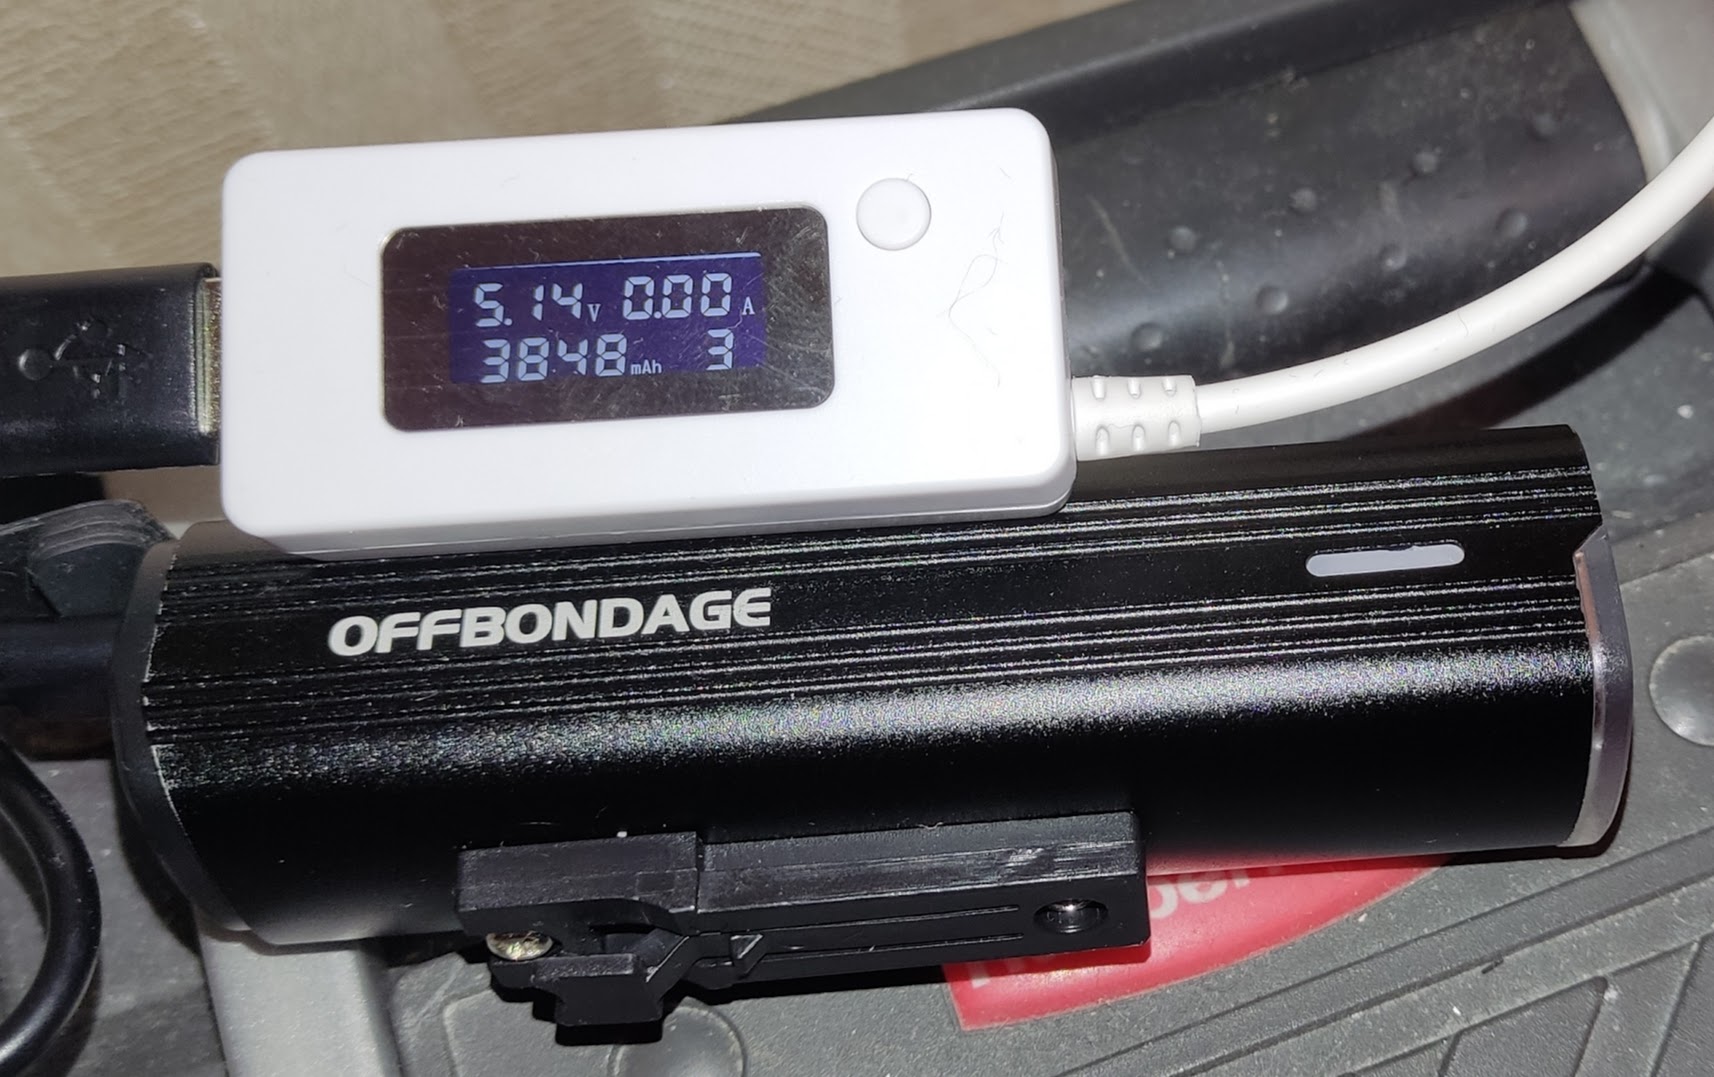 5.14V 0.00A
3848mAh 3
OFFBONDAGE